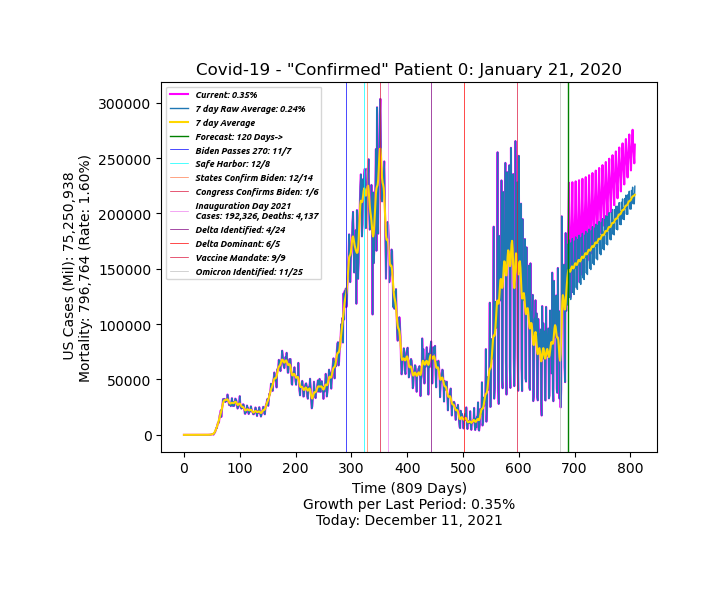 Covid-19 - "Confirmed" Patient 0: January 21, 2020
Current: 0.35%
7 day Raw Average: 0.24%
7 day Average
Forecast: 120 Days->
Biden Passes 270: 11/7
Safe Harbor: 12/8
States Confirm Biden: 12/14
Congress Confirms Biden: 1/6
Inauguration Day 2021
Cases: 192,326, Deaths: 4,137
Delta Identified: 4/24
Delta Dominant: 6/5
Vaccine Mandate: 9/9
Omicron Identified: 11/25
US Cases (Mil): 75,250,938
Mortality: 796,764 (Rate: 1.60%)
300000
250000
200000
150000
100000
50000
0
0 100 200 300 400 500 600 700 800
Time (809 Days)
Growth per Last Period: 0.35%
Today: December 11, 2021